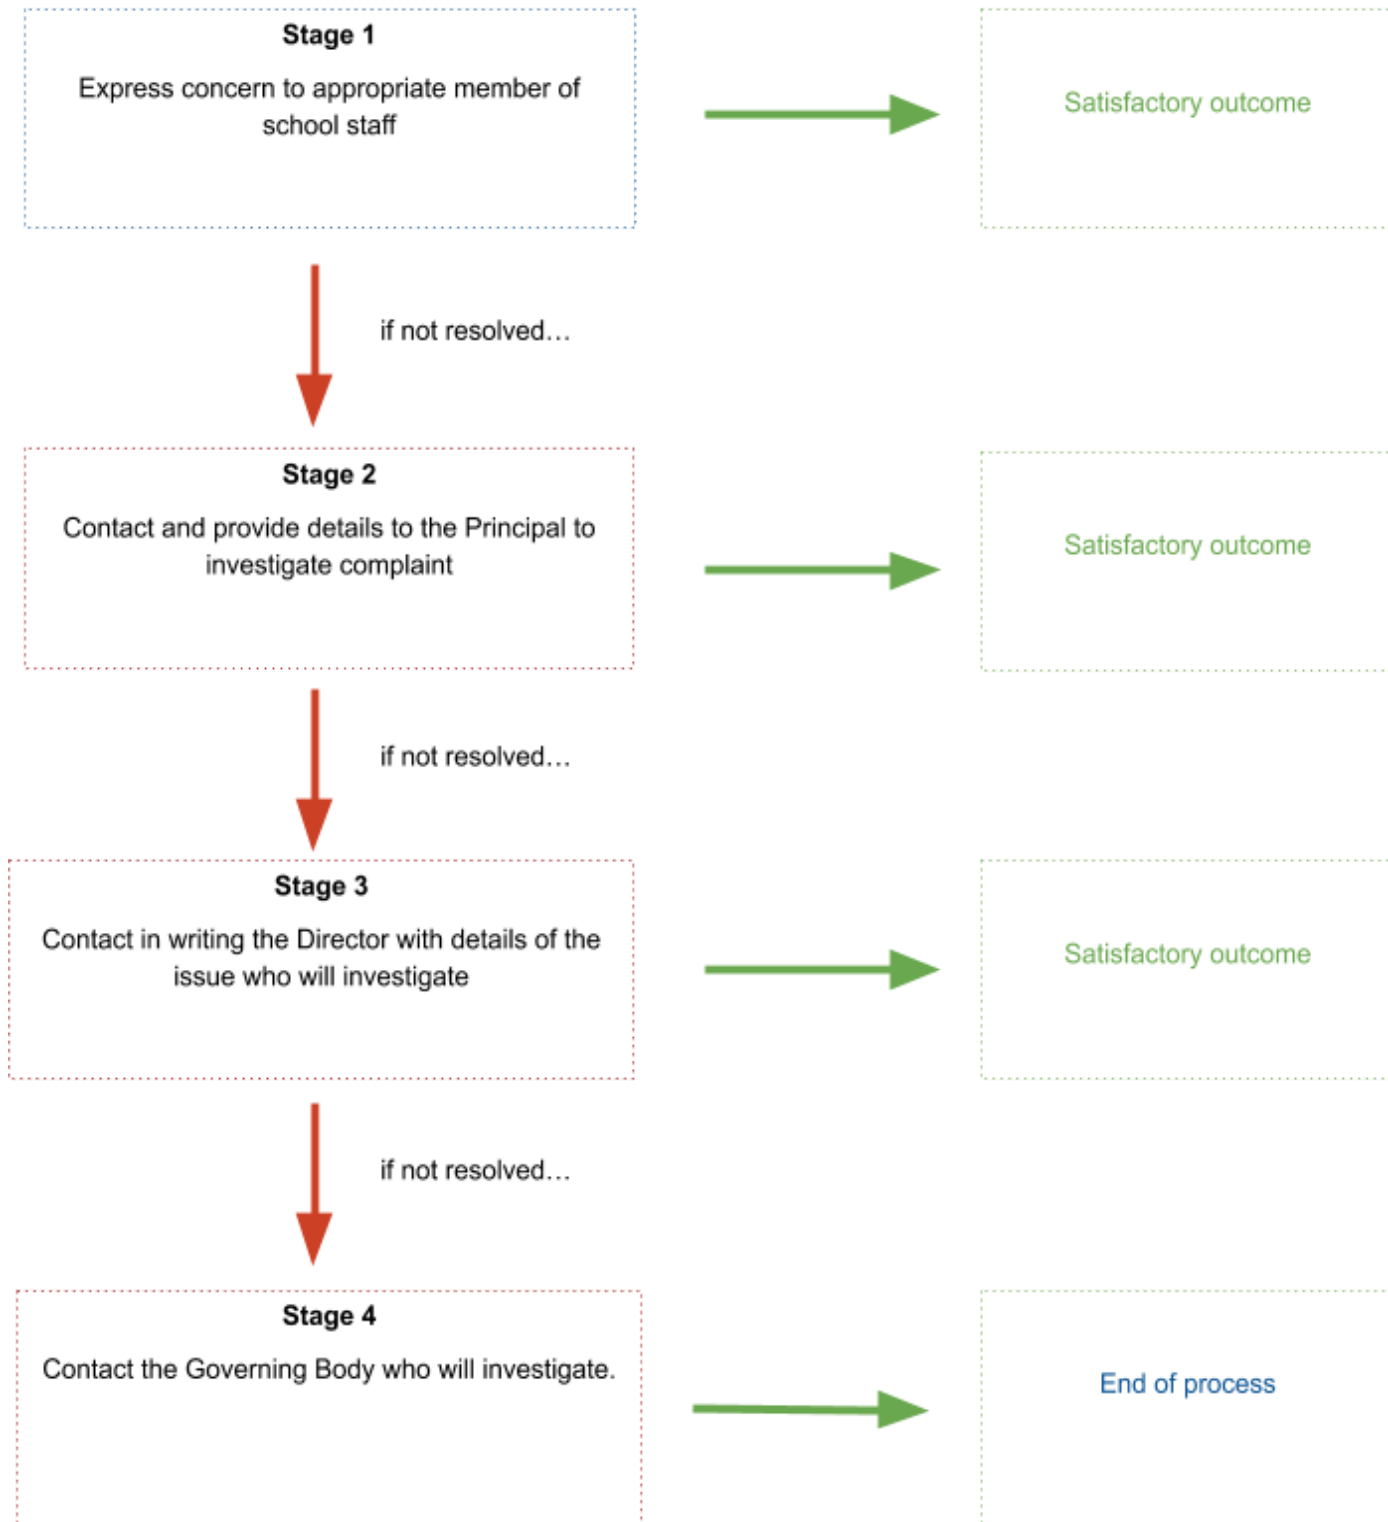 Stage 1
Express concern to appropriate member of
school staff
Satisfactory outcome
if not resolved…
Stage 2
Contact and provide details to the Principal to
investigate complaint
Satisfactory outcome
if not resolved…
Stage 3
Contact in writing the Director with details of the
issue who will investigate
Satisfactory outcome
if not resolved…
Stage 4
Contact the Governing Body who will investigate.
End of process